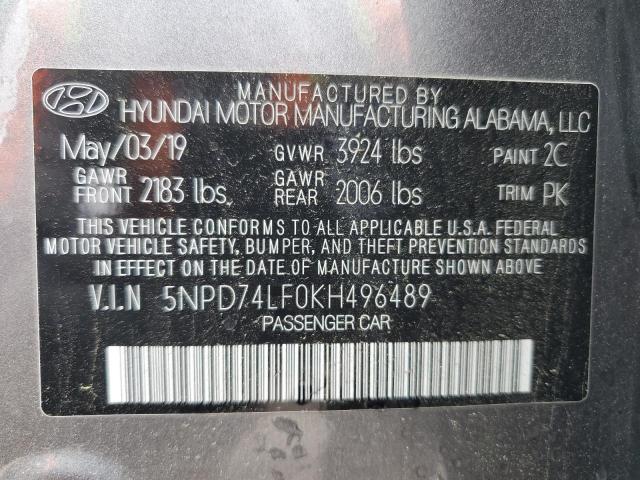 MANUFACTURED BY
HYUNDAI MOTOR MANUFACTURING ALABAMA, LLC
May/03/19 GVWR 3924 lbs PAINT 2C
GAWR FRONT 2183 lbs. GAWR REAR 2006 lbs TRIM PK
THIS VEHICLE CONFORMS TO ALL APPLICABLE U.S.A. FEDERAL
MOTOR VEHICLE SAFETY, BUMPER, AND THEFT PREVENTION STANDARDS
IN EFFECT ON THE DATE OF MANUFACTURE SHOWN ABOVE.
V.I.N 5NPD74LF0KH496489
PASSENGER CAR